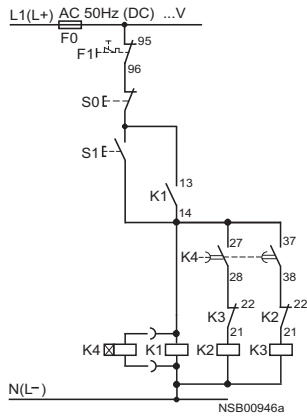 L1(L+) AC 50Hz (DC) ...V
F0
95
F1
96
S0
S1
13
K1
14
27
37
K4
28
38
22
22
K3
K2
21
21
K4
K1
K2
K3
N(L–)
NSB00946a